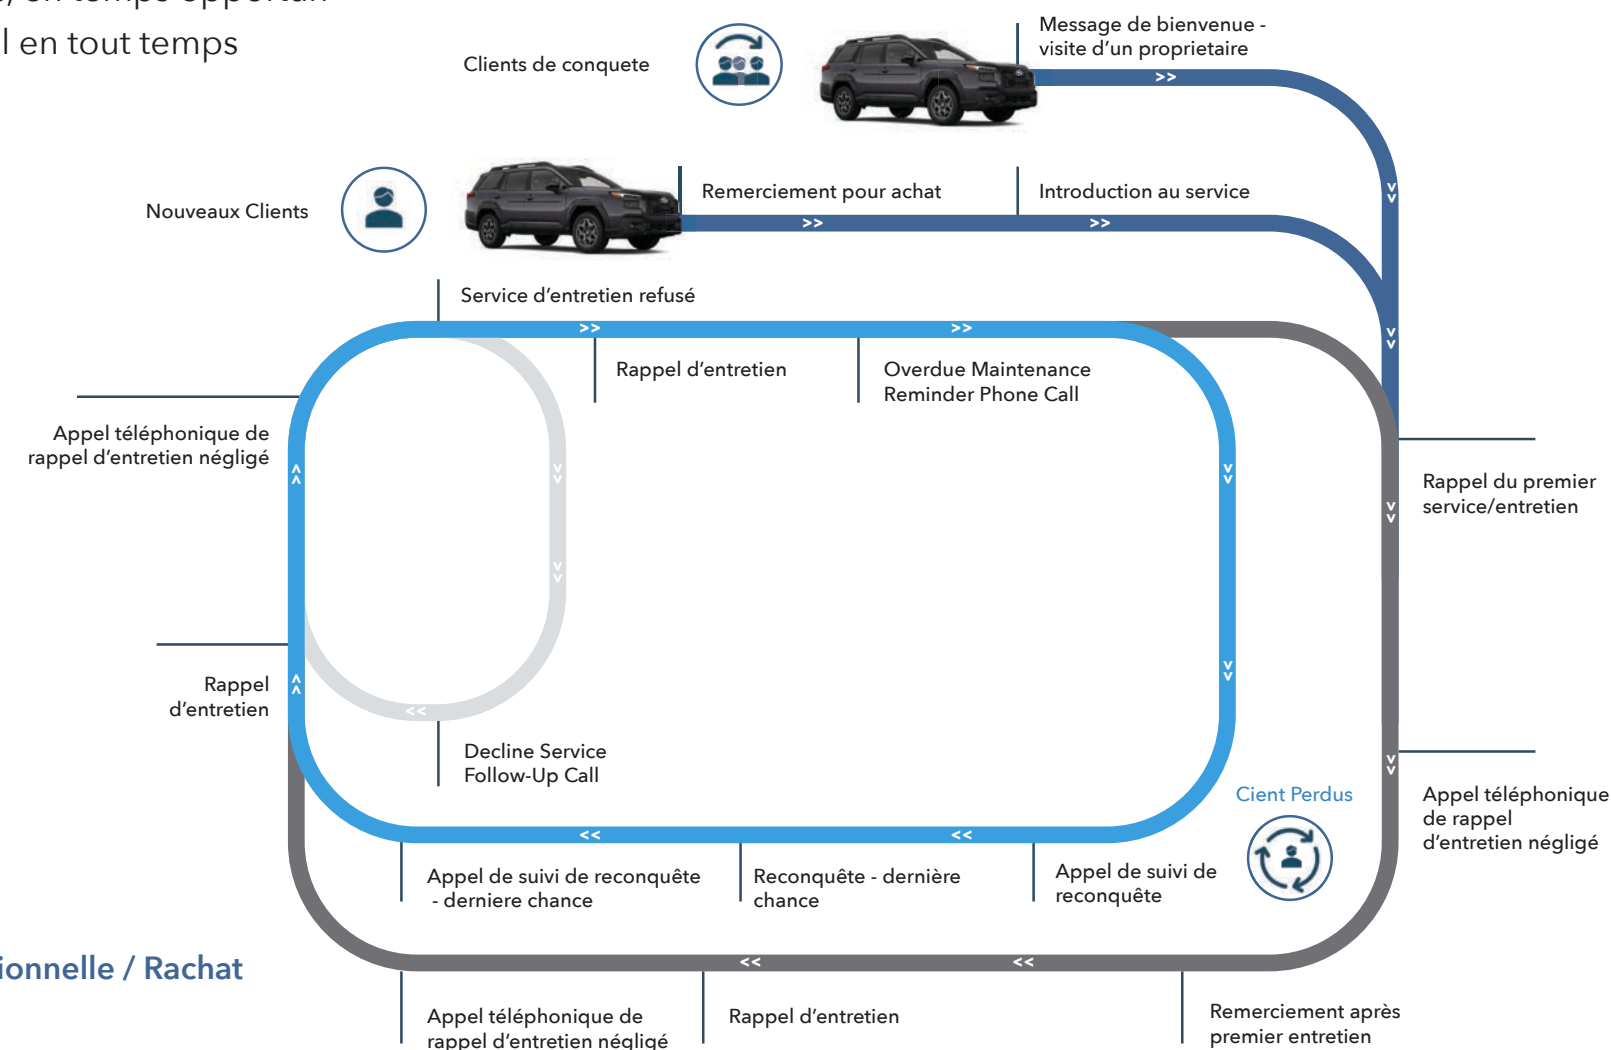 en temps opportun
en tout temps
Clients de conquete
Message de bienvenue -
visite d'un proprietaire
>>
Nouveaux Clients
Remerciement pour achat
Introduction au service
>>
>>
Service d'entretien refusé
>>
>>
Rappel d'entretien
Overdue Maintenance
Reminder Phone Call
Appel téléphonique de
rappel d'entretien négligé
Rappel du premier
service/entretien
Rappel
d'entretien
<<
Decline Service
Follow-Up Call
Cient Perdus
Appel téléphonique
de rappel
d'entretien négligé
<<
<<
Appel de suivi de reconquête
- derniere chance
Reconquête - dernière
chance
Appel de suivi de
reconquête
/ Rachat
<<
<<
Appel téléphonique de
rappel d'entretien négligé
Rappel d'entretien
Remerciement après
premier entretien